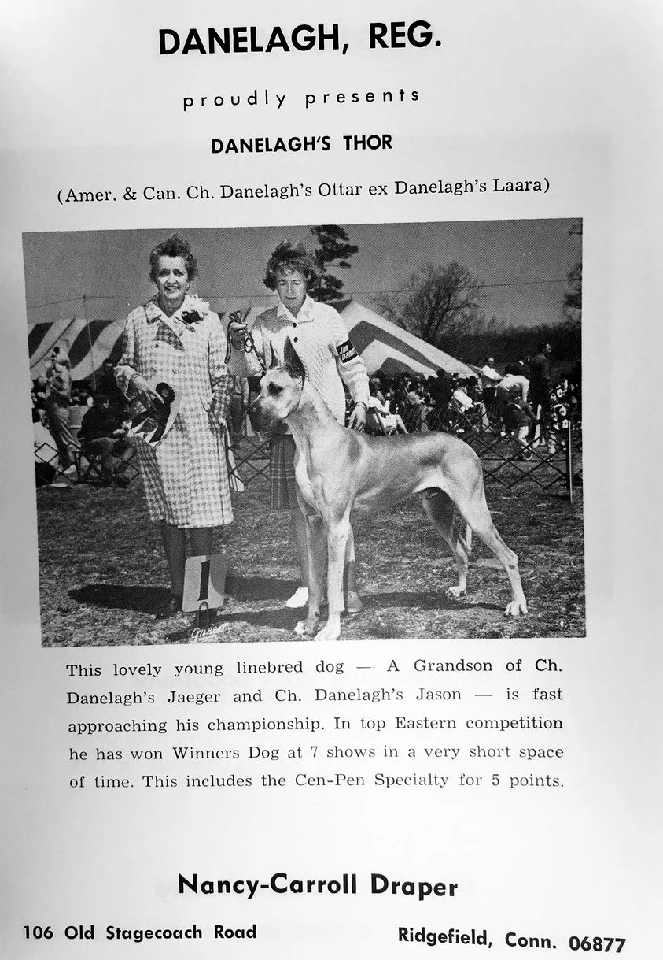 DANELAGH, REG.
proudly presents
DANELAGH'S THOR
(Amer. & Can. Ch. Danelagh's Ottar ex Danelagh's Laara)
1
This lovely young linebred dog — A Grandson of Ch.
Danelagh's Jaeger and Ch. Danelagh's Jason — is fast
approaching his championship. In top Eastern competition
he has won Winners Dog at 7 shows in a very short space
of time. This includes the Cen-Pen Specialty for 5 points.
Nancy-Carroll Draper
106 Old Stagecoach Road
Ridgefield, Conn. 06877